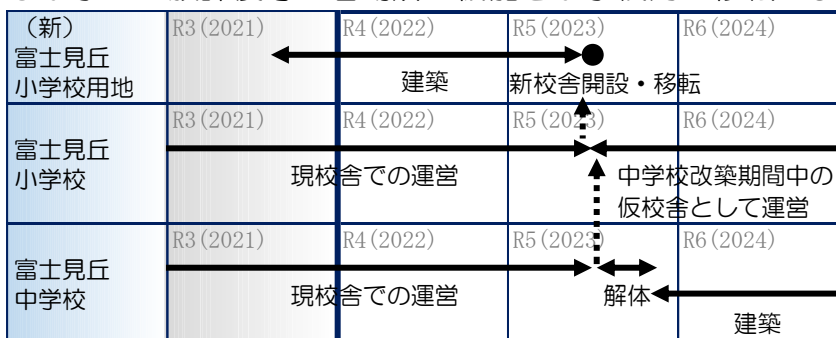 （新）
富士見丘
小学校用地
R3(2021)
R4(2022)
R5(2023)
R6(2024)
建築
新校舎開設・移転
富士見丘
小学校
R3(2021)
R4(2022)
R5(2023)
R6(2024)
現校舎での運営
中学校改築期間中の
仮校舎として運営
富士見丘
中学校
R3(2021)
R4(2022)
R5(2023)
R6(2024)
現校舎での運営
解体
建築